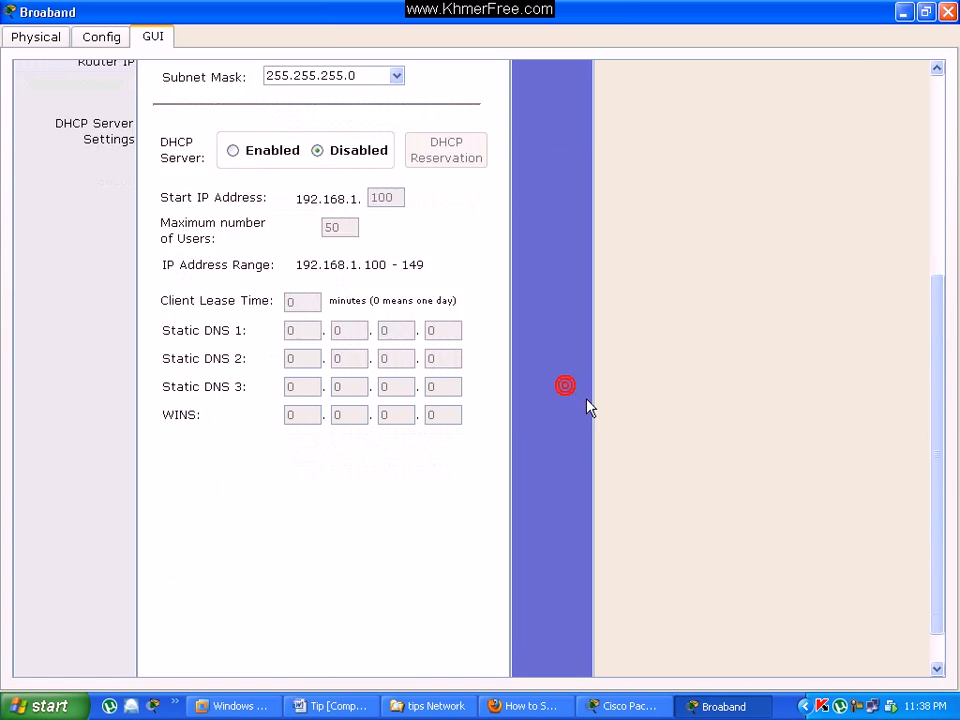 Broaband
www.KhmerFree.com
Physical
Config
GUI
Router IP
Subnet Mask:
255.255.255.0
DHCP Server
Settings
DHCP
Server:
Enabled
Disabled
DHCP
Reservation
Start IP Address:
192.168.1.
100
Maximum number
of Users:
50
IP Address Range:
192.168.1.100 - 149
Client Lease Time:
0
minutes (0 means one day)
Static DNS 1:
0 . 0 . 0 . 0
Static DNS 2:
0 . 0 . 0 . 0
Static DNS 3:
0 . 0 . 0 . 0
WINS:
0 . 0 . 0 . 0
start
Windows ...
Tip [Comp...
tips Network
How to S...
Cisco Pac...
Broaband
11:38 PM